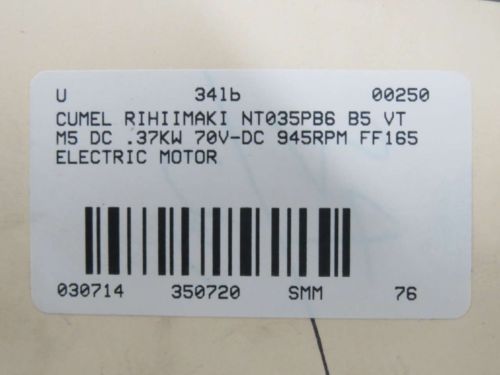 U 341b 00250
CUMEL RIHIIMAKI NT035PB6 B5 VT
M5 DC .37KW 70V-DC 945RPM FF165
ELECTRIC MOTOR
030714 350720 SMM 76